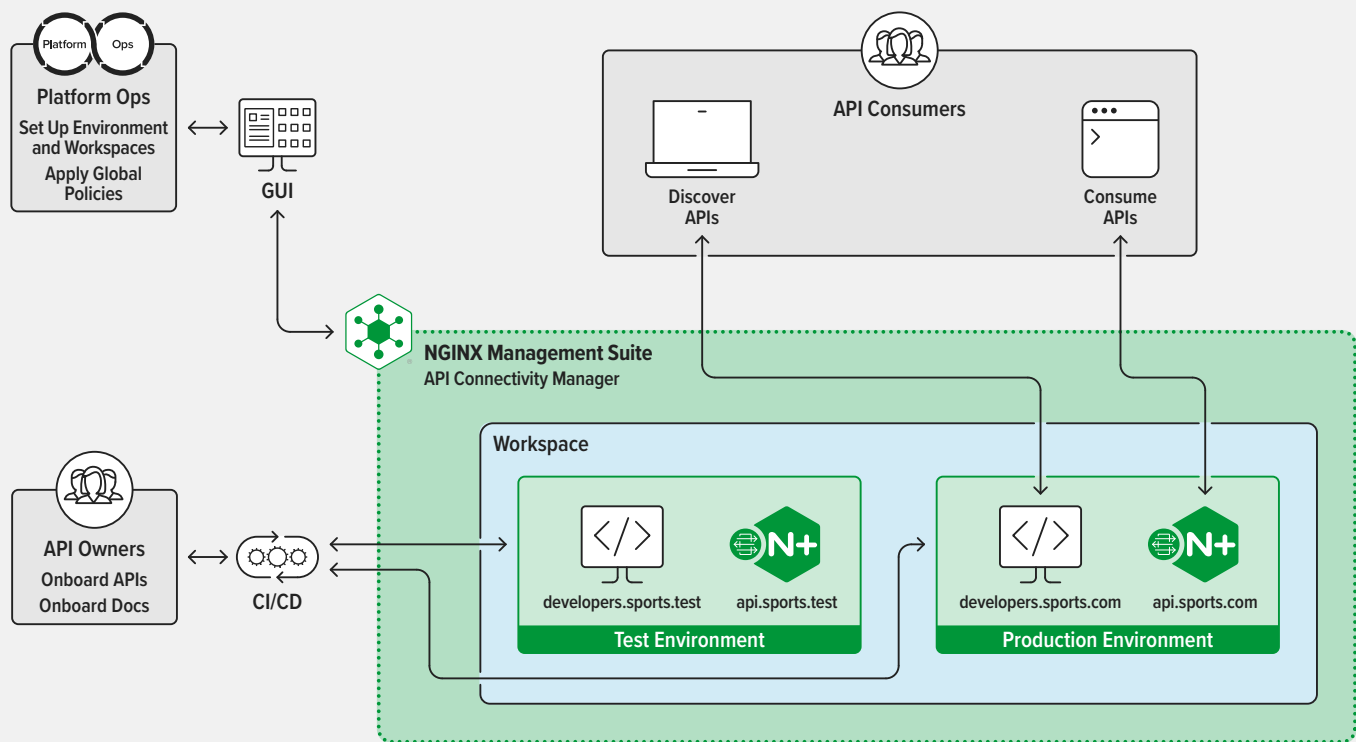 Platform
Ops
Platform Ops
Set Up Environment
and Workspaces
Apply Global
Policies
GUI
API Consumers
Discover
APIs
Consume
APIs
NGINX Management Suite
API Connectivity Manager
Workspace
API Owners
Onboard APIs
Onboard Docs
CI/CD
</>
N+
developers.sports.test
api.sports.test
Test Environment
</>
N+
developers.sports.com
api.sports.com
Production Environment